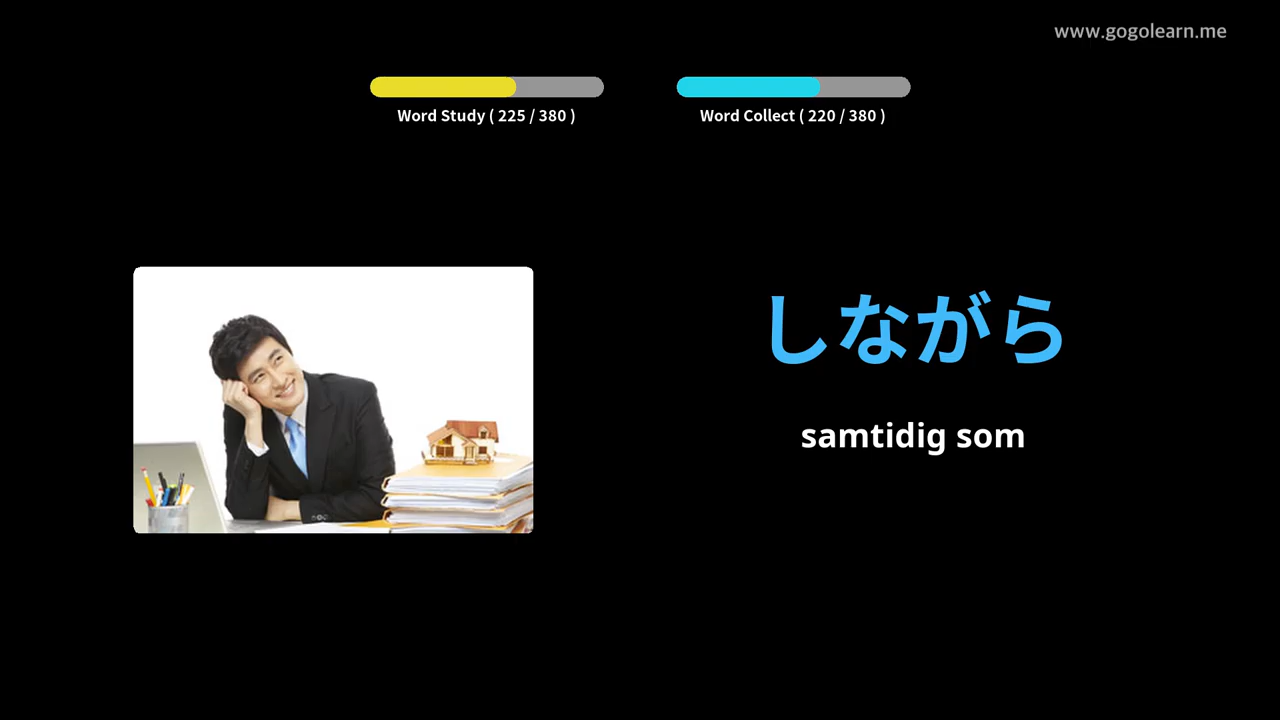 www.gogolearn.me
Word Study ( 225 / 380 )
Word Collect ( 220 / 380 )
しながら
samtidig som